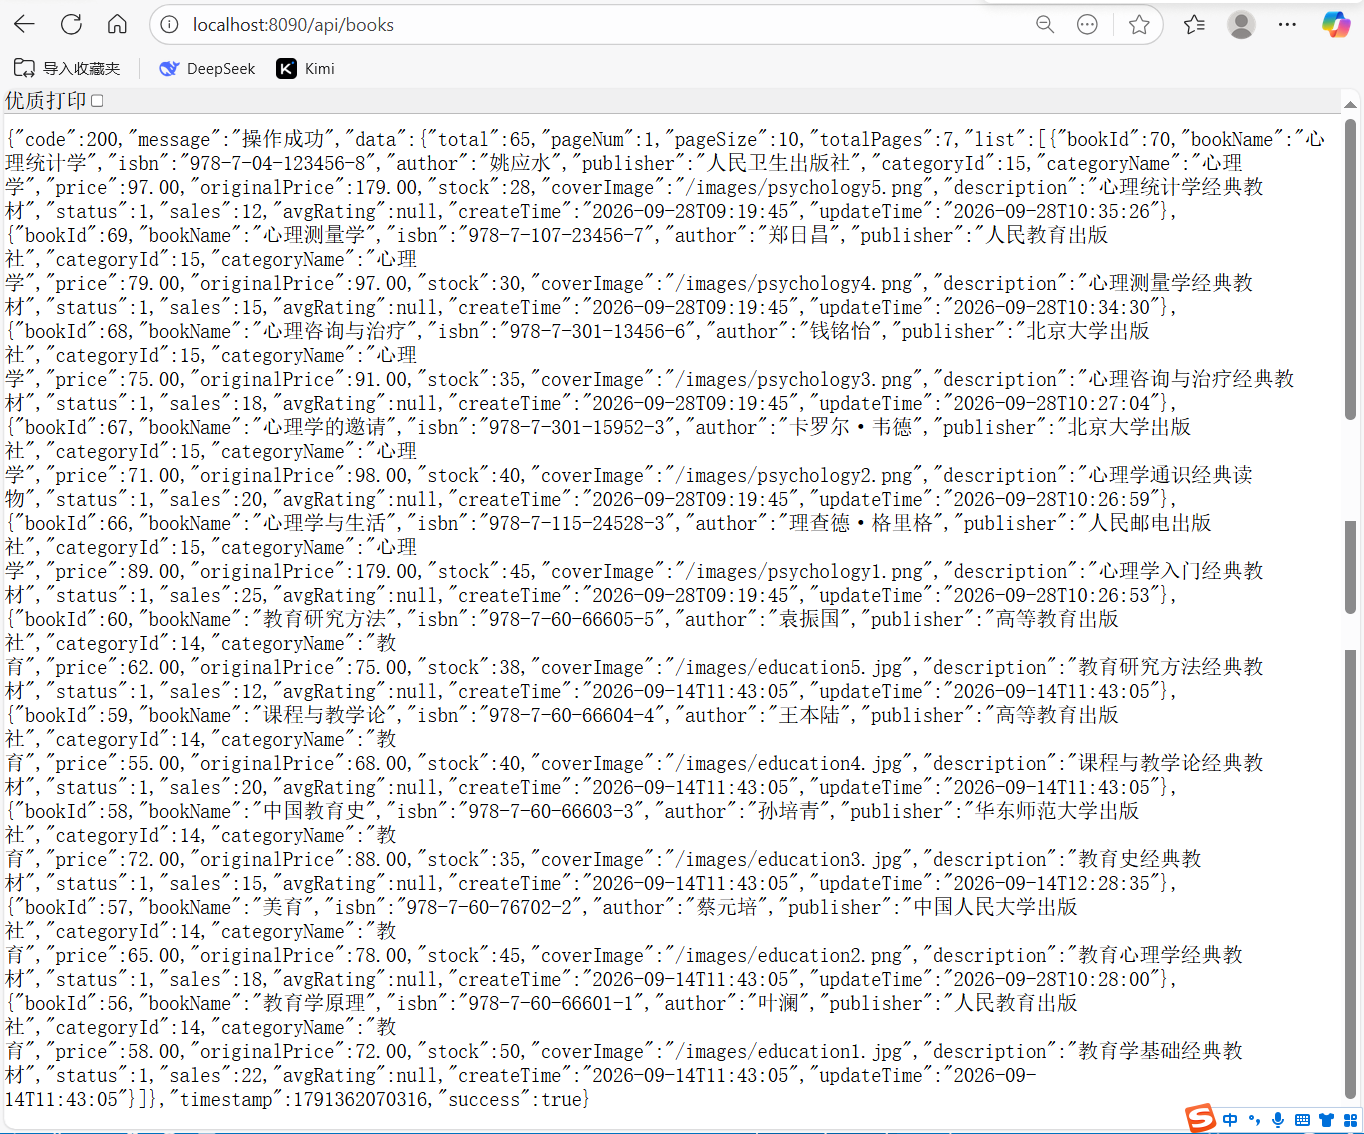 localhost:8090/api/books
导入收藏夹 DeepSeek Kimi
优质打印
{"code":200,"message":"操作成功","data":{"total":65,"pageNum":1,"pageSize":10,"totalPages":7,"list":[{"bookId":70,"bookName":"心
理统计学","isbn":"978-7-04-123456-8","author":"姚应水","publisher":"人民卫生出版社","categoryId":15,"categoryName":"心理
学","price":97.00,"originalPrice":179.00,"stock":28,"coverImage":"/images/psychology5.png","description":"心理统计学经典教
材","status":1,"sales":12,"avgRating":null,"createTime":"2026-09-28T09:19:45","updateTime":"2026-09-28T10:35:26"},
{"bookId":69,"bookName":"心理测量学","isbn":"978-7-107-23456-7","author":"郑日昌","publisher":"人民教育出版
社","categoryId":15,"categoryName":"心理
学","price":79.00,"originalPrice":97.00,"stock":30,"coverImage":"/images/psychology4.png","description":"心理测量学经典教
材","status":1,"sales":15,"avgRating":null,"createTime":"2026-09-28T09:19:45","updateTime":"2026-09-28T10:34:30"},
{"bookId":68,"bookName":"心理咨询与治疗","isbn":"978-7-301-13456-6","author":"钱铭怡","publisher":"北京大学出版
社","categoryId":15,"categoryName":"心理
学","price":75.00,"originalPrice":91.00,"stock":35,"coverImage":"/images/psychology3.png","description":"心理咨询与治疗经典教
材","status":1,"sales":18,"avgRating":null,"createTime":"2026-09-28T09:19:45","updateTime":"2026-09-28T10:27:04"},
{"bookId":67,"bookName":"心理学的邀请","isbn":"978-7-301-15952-3","author":"卡罗尔·韦德","publisher":"北京大学出版
社","categoryId":15,"categoryName":"心理
学","price":71.00,"originalPrice":98.00,"stock":40,"coverImage":"/images/psychology2.png","description":"心理学通识经典读
物","status":1,"sales":20,"avgRating":null,"createTime":"2026-09-28T09:19:45","updateTime":"2026-09-28T10:26:59"},
{"bookId":66,"bookName":"心理学与生活","isbn":"978-7-115-24528-3","author":"理查德·格里格","publisher":"人民邮电出版
社","categoryId":15,"categoryName":"心理
学","price":89.00,"originalPrice":179.00,"stock":45,"coverImage":"/images/psychology1.png","description":"心理学入门经典教
材","status":1,"sales":25,"avgRating":null,"createTime":"2026-09-28T09:19:45","updateTime":"2026-09-28T10:26:53"},
{"bookId":60,"bookName":"教育研究方法","isbn":"978-7-60-66605-5","author":"袁振国","publisher":"高等教育出版
社","categoryId":14,"categoryName":"教
育","price":62.00,"originalPrice":75.00,"stock":38,"coverImage":"/images/education5.jpg","description":"教育研究方法经典教
材","status":1,"sales":12,"avgRating":null,"createTime":"2026-09-14T11:43:05","updateTime":"2026-09-14T11:43:05"},
{"bookId":59,"bookName":"课程与教学论","isbn":"978-7-60-66604-4","author":"王本陆","publisher":"高等教育出版
社","categoryId":14,"categoryName":"教
育","price":55.00,"originalPrice":68.00,"stock":40,"coverImage":"/images/education4.jpg","description":"课程与教学论经典教
材","status":1,"sales":20,"avgRating":null,"createTime":"2026-09-14T11:43:05","updateTime":"2026-09-14T11:43:05"},
{"bookId":58,"bookName":"中国教育史","isbn":"978-7-60-66603-3","author":"孙培青","publisher":"华东师范大学出版
社","categoryId":14,"categoryName":"教
育","price":72.00,"originalPrice":88.00,"stock":35,"coverImage":"/images/education3.jpg","description":"教育史经典教
材","status":1,"sales":15,"avgRating":null,"createTime":"2026-09-14T11:43:05","updateTime":"2026-09-14T12:28:35"},
{"bookId":57,"bookName":"美育","isbn":"978-7-60-76702-2","author":"蔡元培","publisher":"中国人民大学出版
社","categoryId":14,"categoryName":"教
育","price":65.00,"originalPrice":78.00,"stock":45,"coverImage":"/images/education2.png","description":"教育心理学经典教
材","status":1,"sales":18,"avgRating":null,"createTime":"2026-09-14T11:43:05","updateTime":"2026-09-28T10:28:00"},
{"bookId":56,"bookName":"教育学原理","isbn":"978-7-60-66601-1","author":"叶澜","publisher":"人民教育出版
社","categoryId":14,"categoryName":"教
育","price":58.00,"originalPrice":72.00,"stock":50,"coverImage":"/images/education1.jpg","description":"教育学基础经典教
材","status":1,"sales":22,"avgRating":null,"createTime":"2026-09-14T11:43:05","updateTime":"2026-09-
14T11:43:05"}]},"timestamp":1791362070316,"success":true}
中